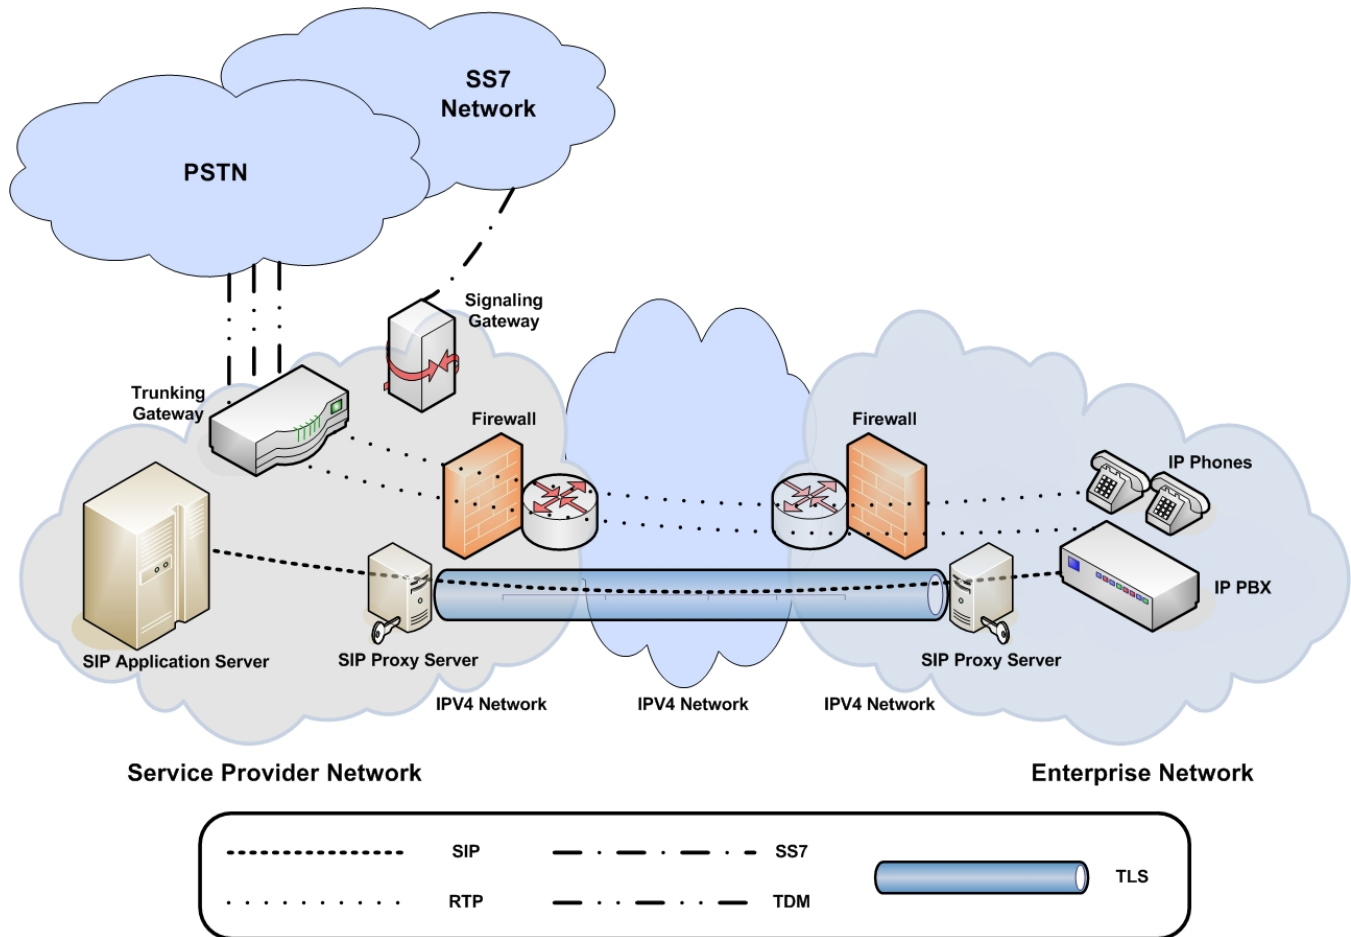 SS7
Network
PSTN
Signaling
Gateway
Trunking
Gateway
Firewall
Firewall
IP Phones
IP PBX
SIP Application Server
SIP Proxy Server
SIP Proxy Server
IPV4 Network
IPV4 Network
IPV4 Network
Service Provider Network
Enterprise Network
SIP
SS7
TLS
RTP
TDM